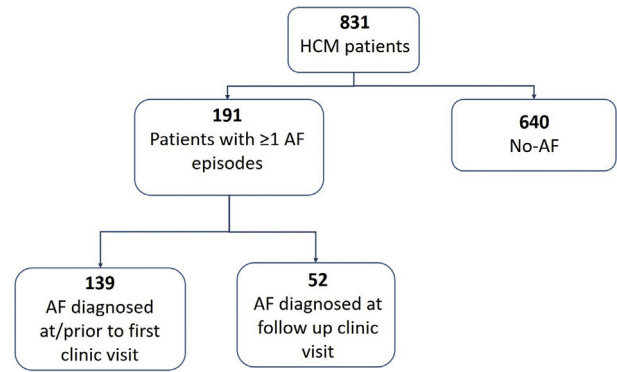 831
HCM patients
191
Patients with ≥1 AF
episodes
640
No-AF
139
AF diagnosed
at/prior to first
clinic visit
52
AF diagnosed at
follow up clinic
visit